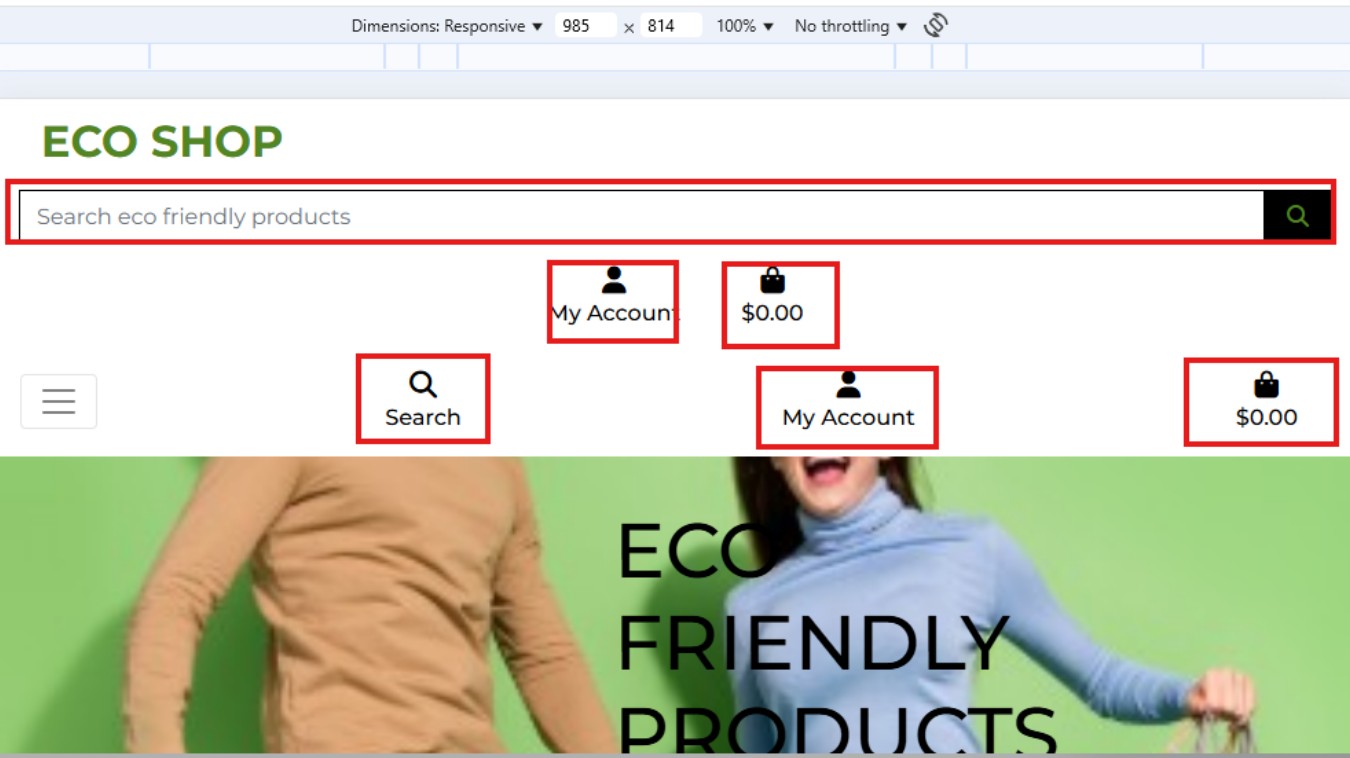 Dimensions: Responsive ▼ 985 × 814 100% ▼ No throttling ▼
ECO SHOP
Search eco friendly products
My Account $0.00
Search My Account $0.00
ECO
FRIENDLY
PRODUCTS